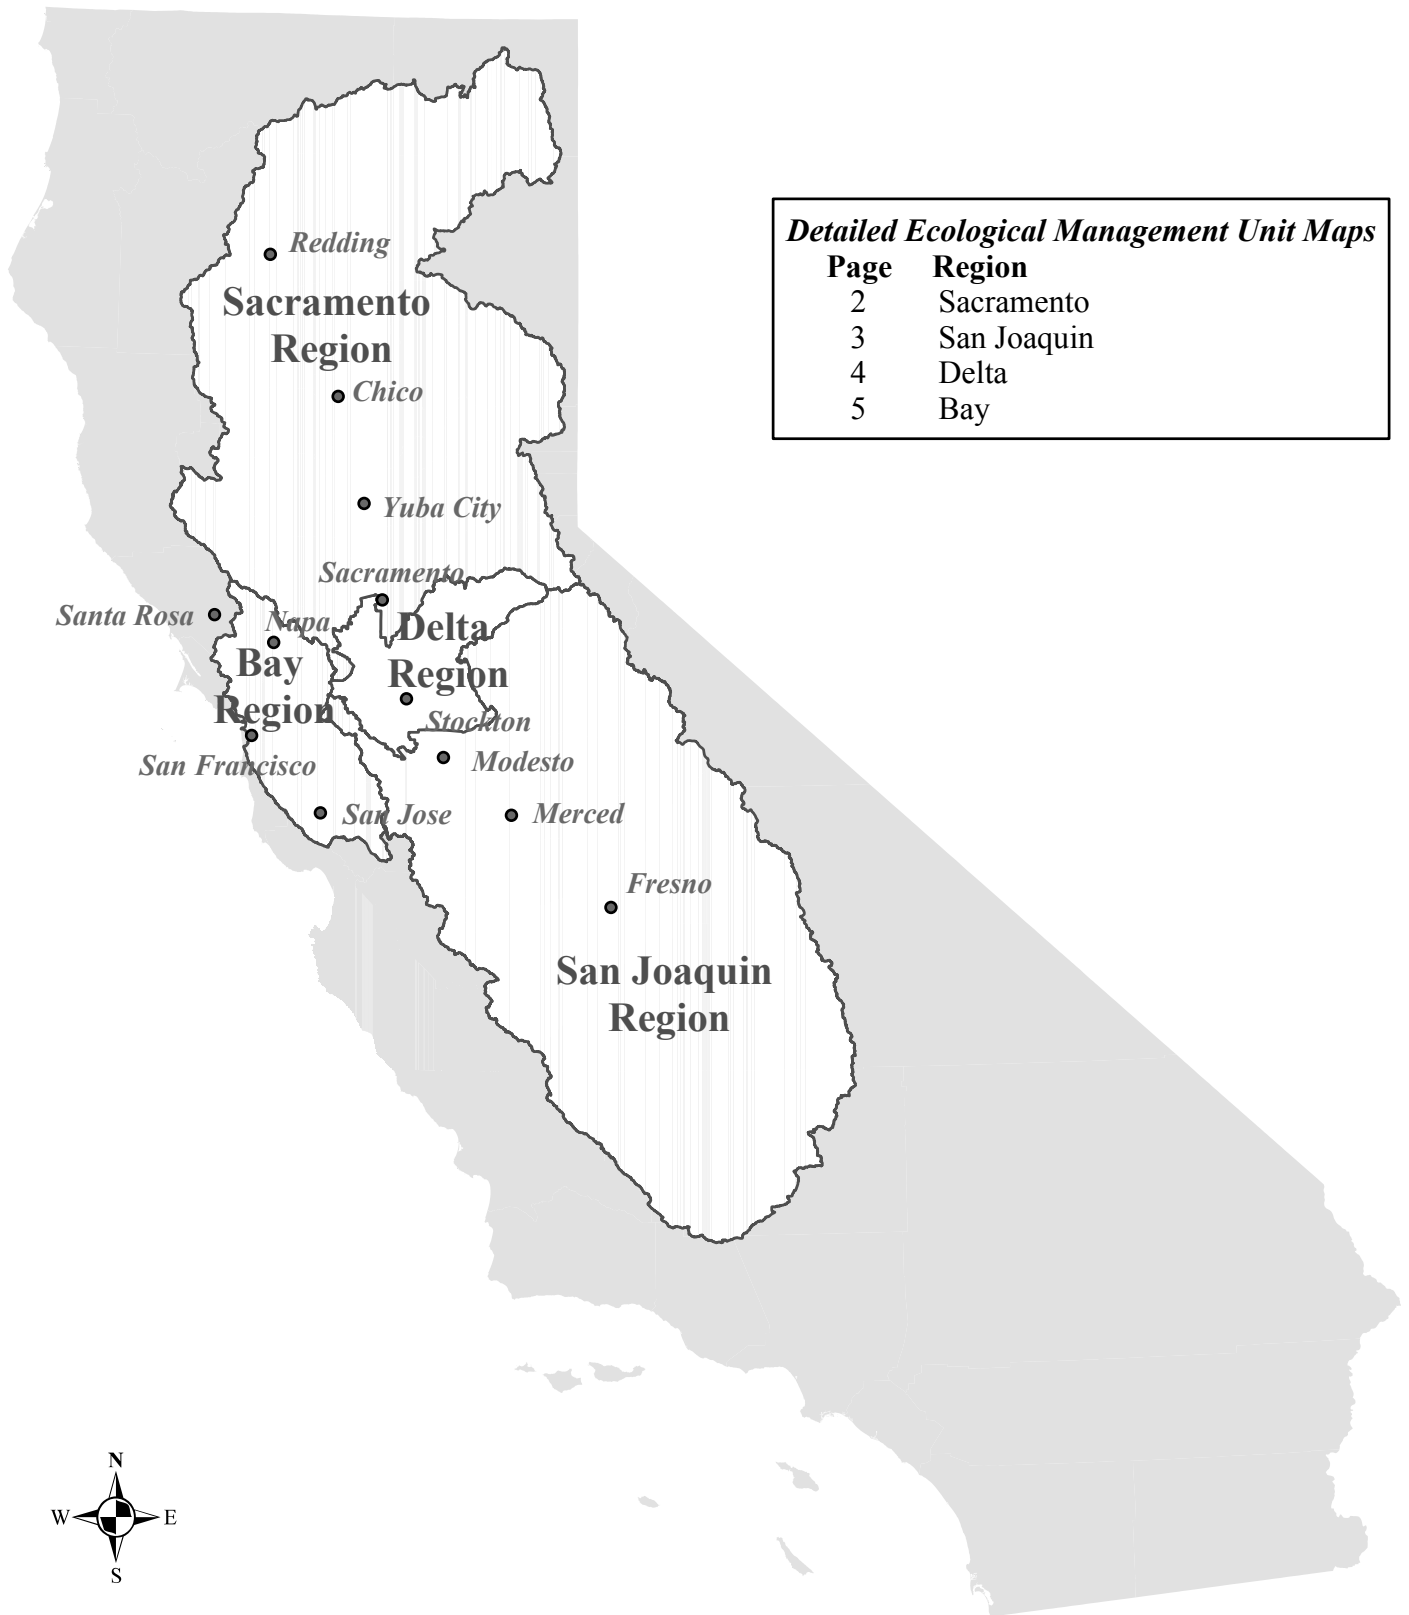 Detailed Ecological Management Unit Maps
Page Region
2 Sacramento
3 San Joaquin
4 Delta
5 Bay
Redding
Sacramento
Region
Chico
Yuba City
Sacramento
Santa Rosa
Napa
Delta
Region
Bay
Region
Stockton
San Francisco
Modesto
San Jose
Merced
Fresno
San Joaquin
Region
N
W E
S